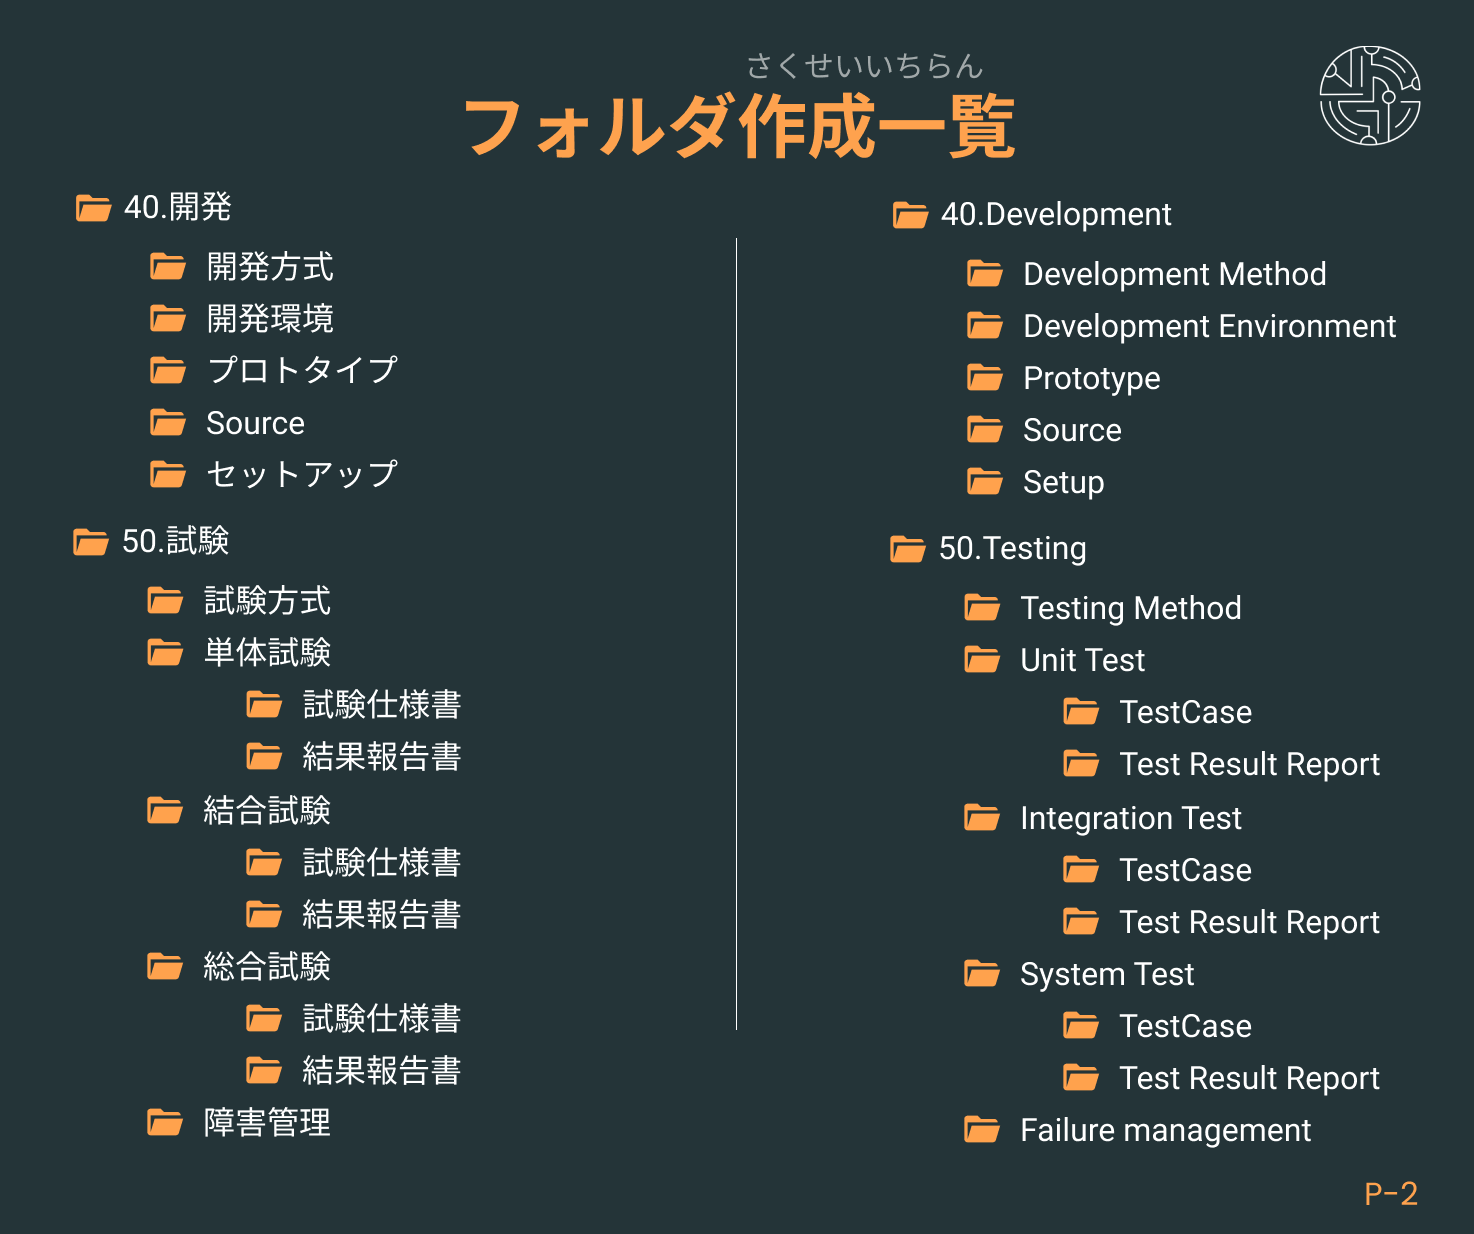 さくせいいちらん
フォルダ作成一覧
40.開発
開発方式
開発環境
プロトタイプ
Source
セットアップ
50.試験
試験方式
単体試験
試験仕様書
結果報告書
結合試験
試験仕様書
結果報告書
総合試験
試験仕様書
結果報告書
障害管理
40.Development
Development Method
Development Environment
Prototype
Source
Setup
50.Testing
Testing Method
Unit Test
TestCase
Test Result Report
Integration Test
TestCase
Test Result Report
System Test
TestCase
Test Result Report
Failure management
P-2